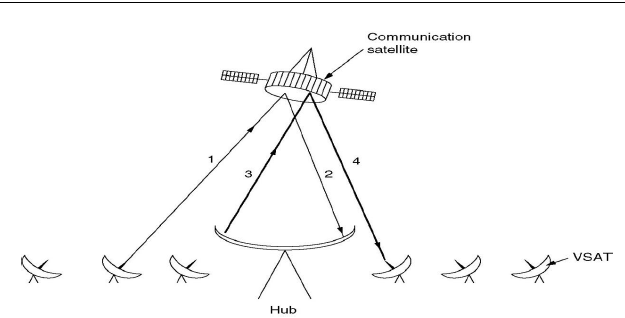 Communication
satellite
1
3
2
4
VSAT
Hub